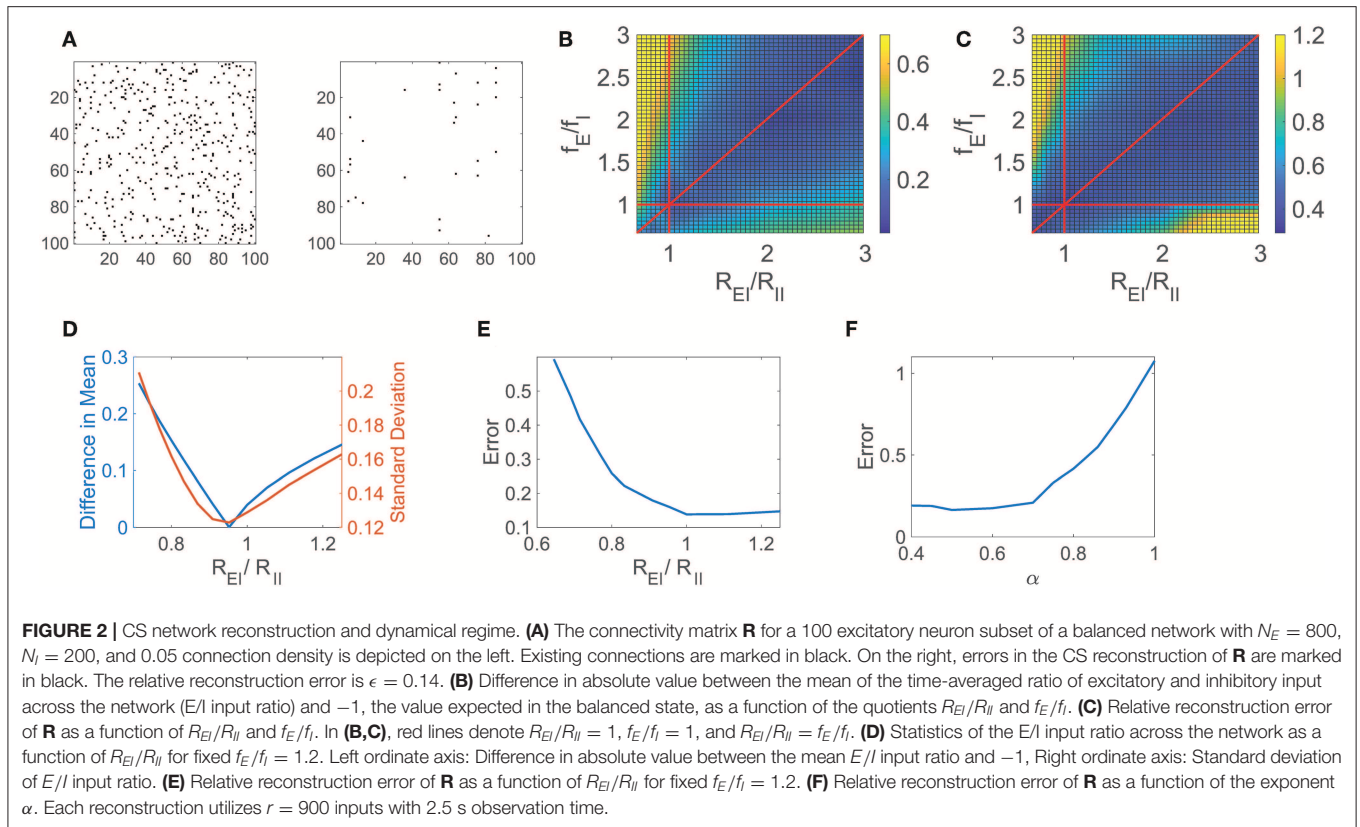 A
B
C
20
40
60
80
100
20 40 60 80 100
20
40
60
80
100
20 40 60 80 100
3
2.5
2
1.5
1
f_E/f_I
1 2 3
R_EI/R_II
0.6
0.4
0.2
3
2.5
2
1.5
1
f_E/f_I
1 2 3
R_EI/R_II
1.2
1
0.8
0.6
0.4
D
E
F
0.3
0.2
0.1
0
Difference in Mean
0.2
0.18
0.16
0.14
0.12
Standard Deviation
0.8 1 1.2
R_EI/ R_II
0.5
0.4
0.3
0.2
0.1
Error
0.6 0.8 1 1.2
R_EI/ R_II
1
0.5
0
Error
0.4 0.6 0.8 1
α
FIGURE 2 | CS network reconstruction and dynamical regime. (A) The connectivity matrix R for a 100 excitatory neuron subset of a balanced network with N_E = 800,
N_I = 200, and 0.05 connection density is depicted on the left. Existing connections are marked in black. On the right, errors in the CS reconstruction of R are marked
in black. The relative reconstruction error is ϵ = 0.14. (B) Difference in absolute value between the mean of the time-averaged ratio of excitatory and inhibitory input
across the network (E/I input ratio) and −1, the value expected in the balanced state, as a function of the quotients R_EI/R_II and f_E/f_I. (C) Relative reconstruction error
of R as a function of R_EI/R_II and f_E/f_I. In (B,C), red lines denote R_EI/R_II = 1, f_E/f_I = 1, and R_EI/R_II = f_E/f_I. (D) Statistics of the E/I input ratio across the network as a
function of R_EI/R_II for fixed f_E/f_I = 1.2. Left ordinate axis: Difference in absolute value between the mean E/I input ratio and −1, Right ordinate axis: Standard deviation
of E/I input ratio. (E) Relative reconstruction error of R as a function of R_EI/R_II for fixed f_E/f_I = 1.2. (F) Relative reconstruction error of R as a function of the exponent
α. Each reconstruction utilizes r = 900 inputs with 2.5 s observation time.